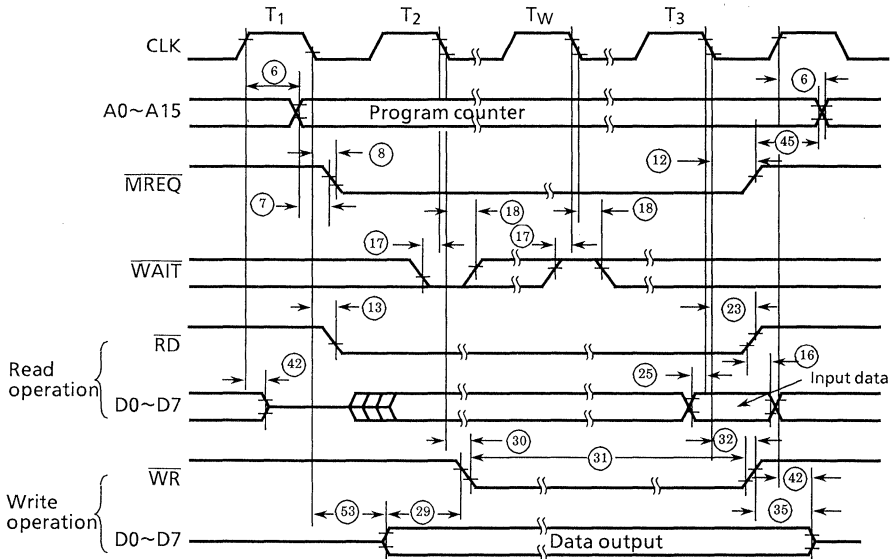 T1 T2 TW T3
CLK
6 6
A0~A15 Program counter
8 12 45
MREQ
7 18 18
17 17
WAIT
13 23
RD
Read operation
42 25 16
Input data
D0~D7
30 31 32
WR
42
Write operation
53 29 35
D0~D7 Data output